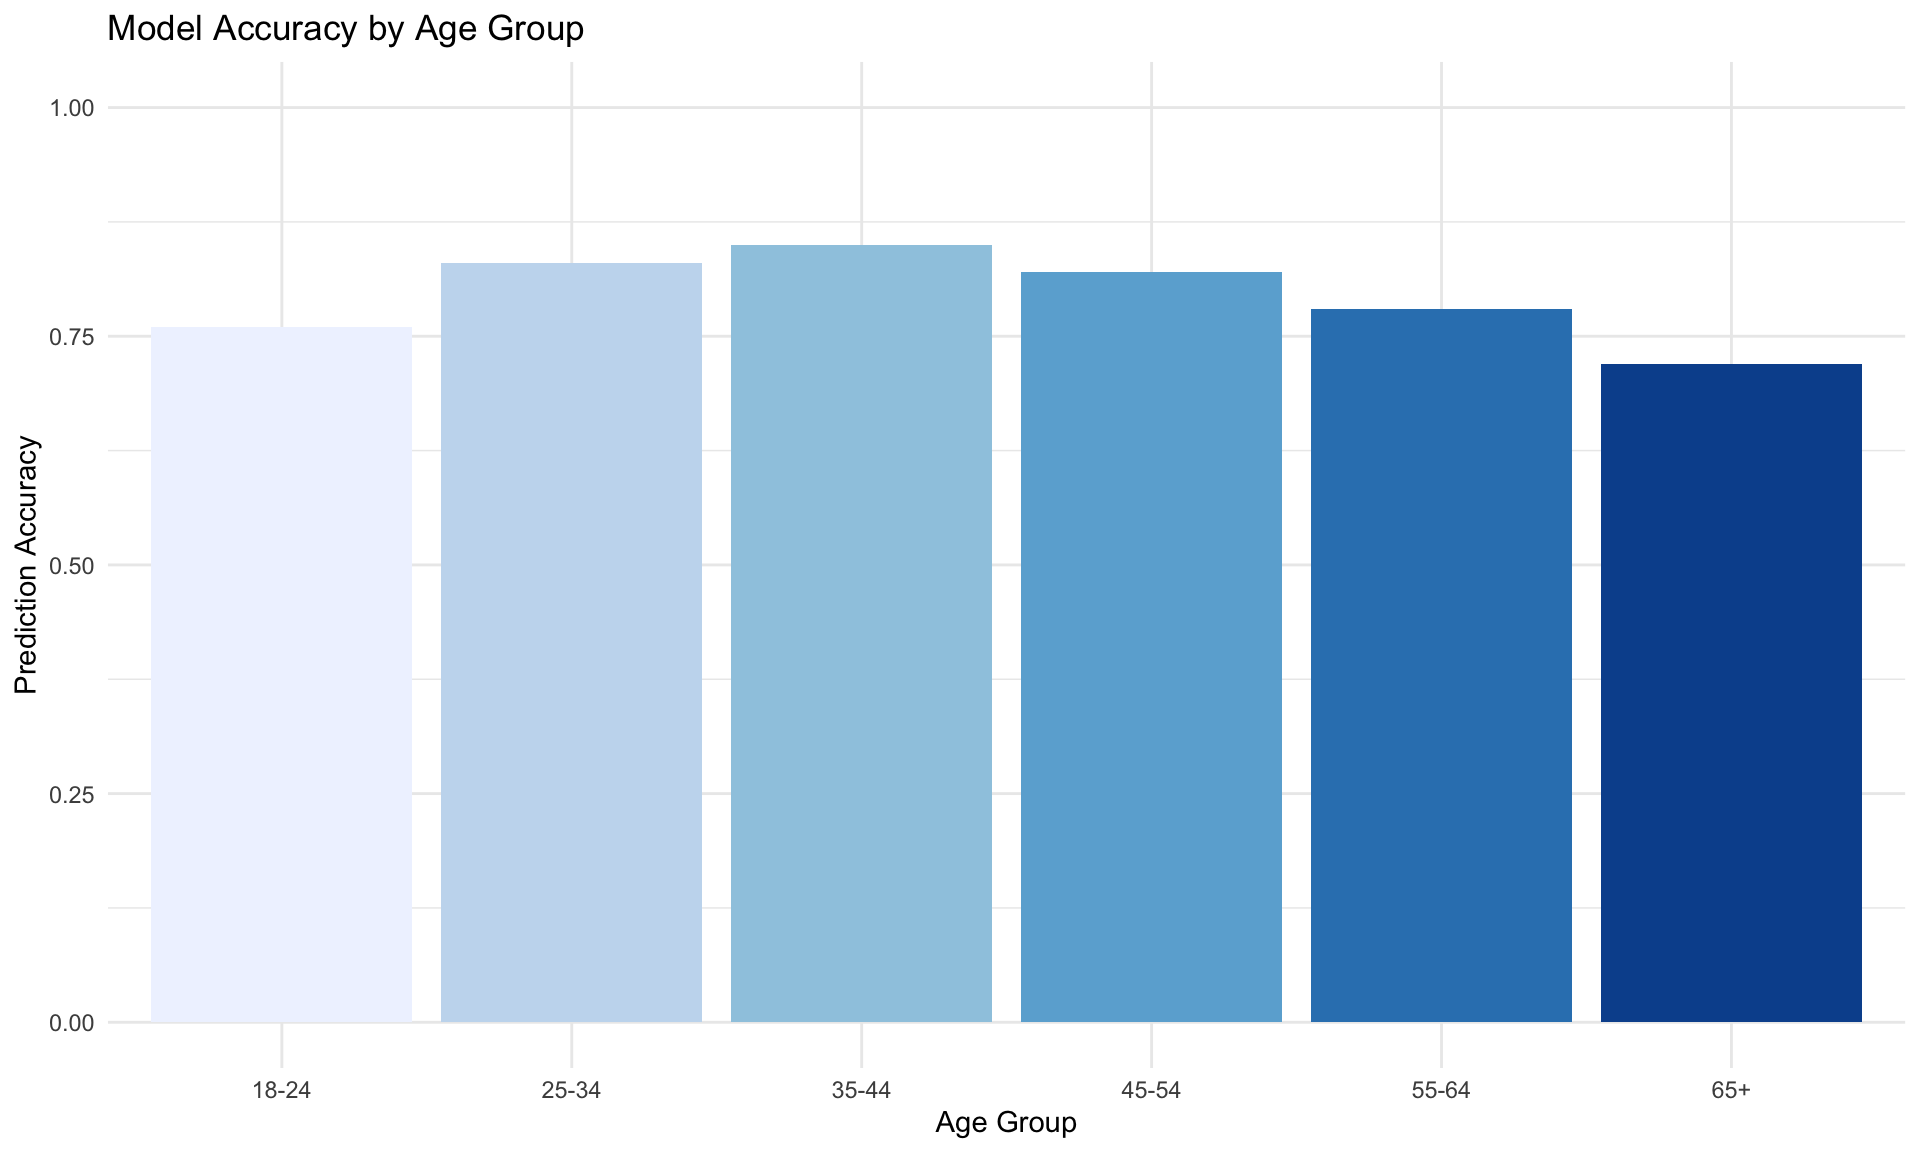 Model Accuracy by Age Group
1.00
0.75
0.50
0.25
0.00
Prediction Accuracy
18-24 25-34 35-44 45-54 55-64 65+
Age Group